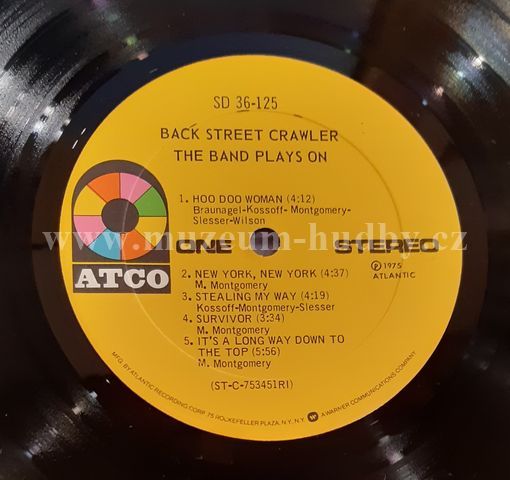 SD 36-125
BACK STREET CRAWLER
THE BAND PLAYS ON
1. HOO DOO WOMAN (4:12)
Braunagel-Kossoff- Montgomery-
Slesser-Wilson
www.muzeum-hudby.cz
ONE
STEREO
ATCO
℗ 1975
ATLANTIC
2. NEW YORK, NEW YORK (4:37)
M. Montgomery
3. STEALING MY WAY (4:19)
Kossoff-Montgomery-Slesser
4. SURVIVOR (3:34)
M. Montgomery
5. IT'S A LONG WAY DOWN TO
THE TOP (5:56)
M. Montgomery
(ST-C-753451RI)
MFG. BY ATLANTIC RECORDING CORP. 75 ROCKEFELLER PLAZA, N.Y., N.Y. A WARNER COMMUNICATIONS COMPANY